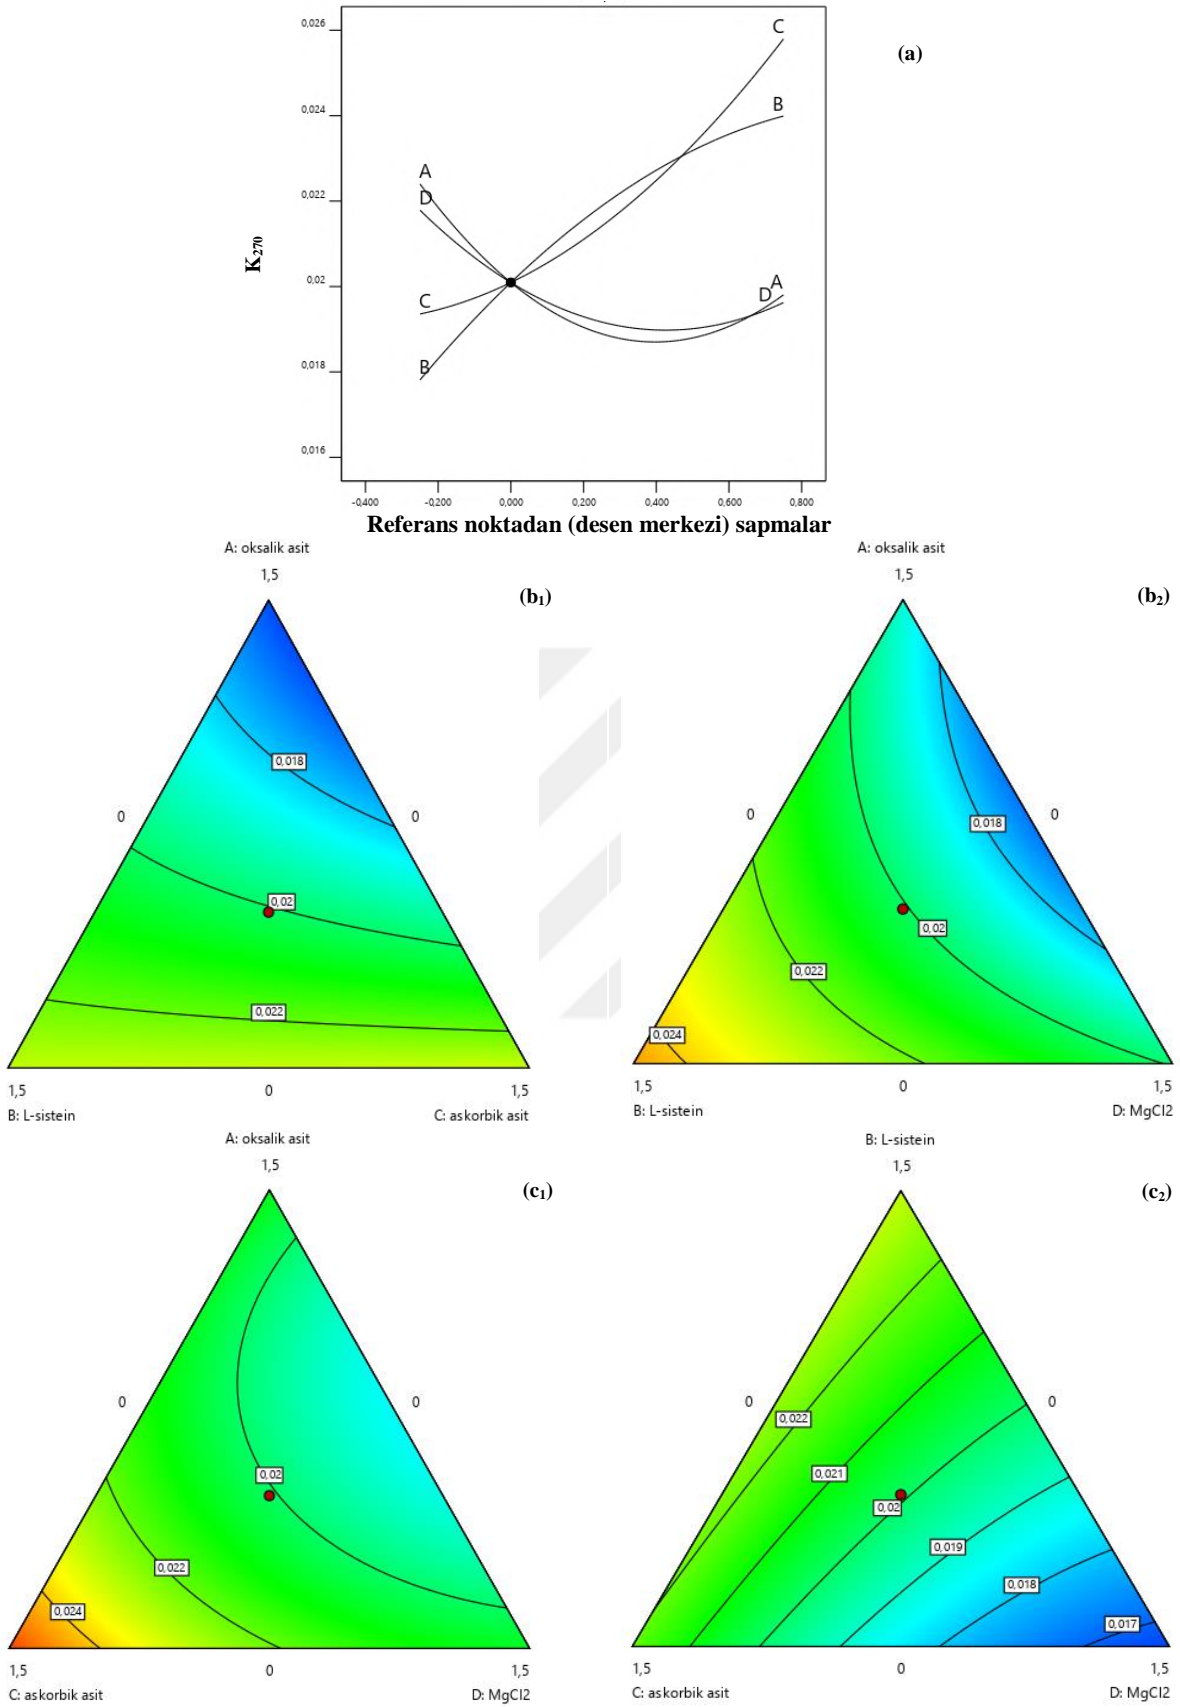 0,026
C
(a)
0,024
B
A
0,022
D
K270
0,02
C
A
D
0,018
B
0,016
-0,400 -0,200 0,000 0,200 0,400 0,600 0,800
Referans noktadan (desen merkezi) sapmalar
A: oksalik asit
1,5
(b1)
0 0
0,018
0,02
0,022
1,5 0 1,5
B: L-sistein C: askorbik asit
A: oksalik asit
1,5
(b2)
0 0
0,018
0,02
0,022
0,024
1,5 0 1,5
B: L-sistein D: MgCl2
A: oksalik asit
1,5
(c1)
0 0
0,02
0,022
0,024
1,5 0 1,5
C: askorbik asit D: MgCl2
B: L-sistein
1,5
(c2)
0 0
0,022
0,021
0,02
0,019
0,018
0,017
1,5 0 1,5
C: askorbik asit D: MgCl2